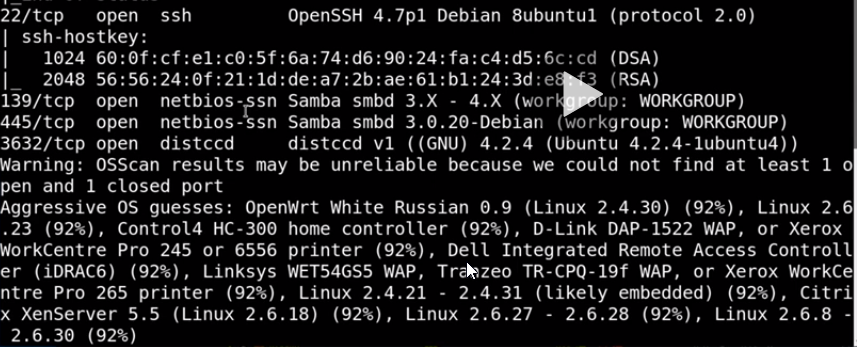 22/tcp   open  ssh         OpenSSH 4.7p1 Debian 8ubuntu1 (protocol 2.0)
| ssh-hostkey:
|   1024 60:0f:cf:e1:c0:5f:6a:74:d6:90:24:fa:c4:d5:6c:cd (DSA)
|_  2048 56:56:24:0f:21:1d:de:a7:2b:ae:61:b1:24:3d:e8:f3 (RSA)
139/tcp  open  netbios-ssn Samba smbd 3.X - 4.X (workgroup: WORKGROUP)
445/tcp  open  netbios-ssn Samba smbd 3.0.20-Debian (workgroup: WORKGROUP)
3632/tcp open  distccd     distccd v1 ((GNU) 4.2.4 (Ubuntu 4.2.4-1ubuntu4))
Warning: OSScan results may be unreliable because we could not find at least 1 o
pen and 1 closed port
Aggressive OS guesses: OpenWrt White Russian 0.9 (Linux 2.4.30) (92%), Linux 2.6
.23 (92%), Control4 HC-300 home controller (92%), D-Link DAP-1522 WAP, or Xerox
WorkCentre Pro 245 or 6556 printer (92%), Dell Integrated Remote Access Controll
er (iDRAC6) (92%), Linksys WET54GS5 WAP, Tranzeo TR-CPQ-19f WAP, or Xerox WorkCe
ntre Pro 265 printer (92%), Linux 2.4.21 - 2.4.31 (likely embedded) (92%), Citri
x XenServer 5.5 (Linux 2.6.18) (92%), Linux 2.6.27 - 2.6.28 (92%), Linux 2.6.8 -
 2.6.30 (92%)